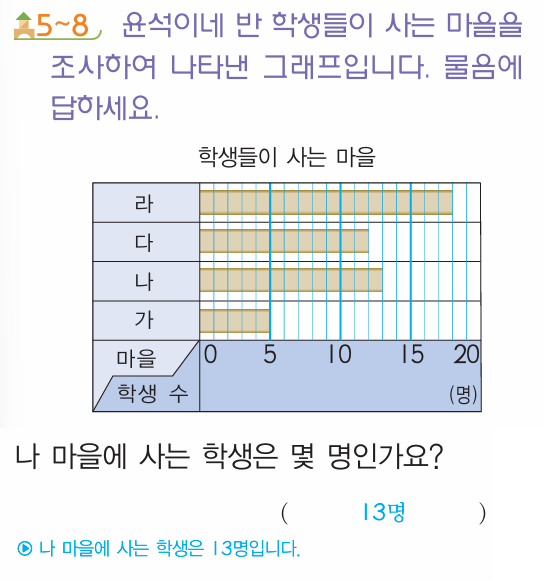 5~8 윤석이네 반 학생들이 사는 마을을
조사하여 나타낸 그래프입니다. 물음에
답하세요.
학생들이 사는 마을
라
다
나
가
마을 0 5 10 15 20
학생 수 (명)
나 마을에 사는 학생은 몇 명인가요?
( 13명 )
나 마을에 사는 학생은 13명입니다.